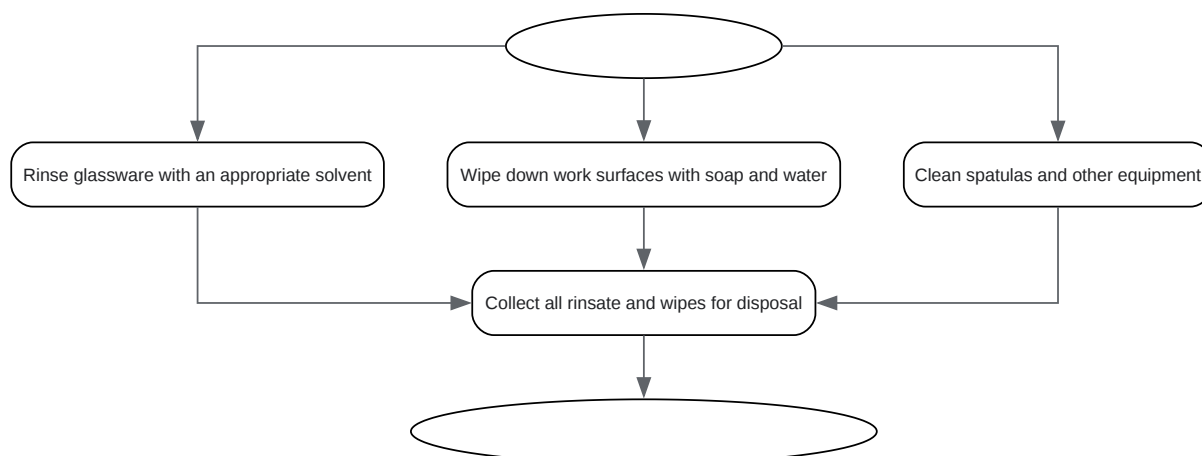 Rinse glassware with an appropriate solvent
Wipe down work surfaces with soap and water
Clean spatulas and other equipment
Collect all rinsate and wipes for disposal